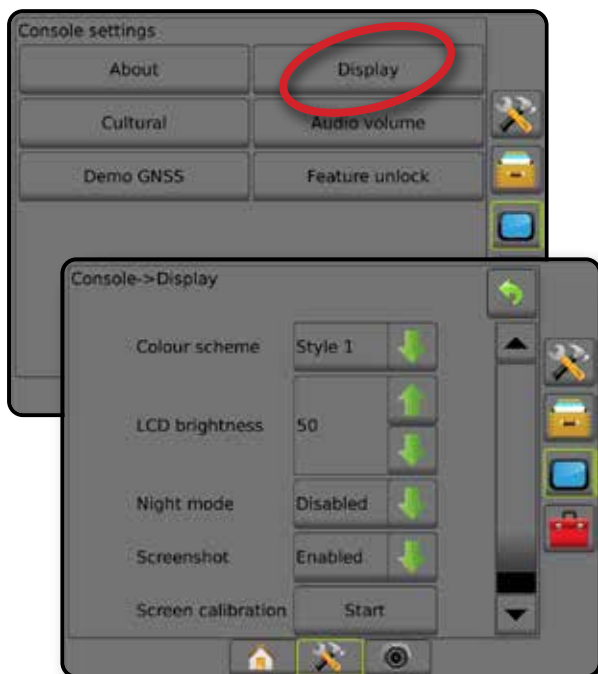 Console settings
About Display
Cultural Audio volume
Demo GNSS Feature unlock
Console->Display
Colour scheme Style 1
LCD brightness 50
Night mode Disabled
Screenshot Enabled
Screen calibration Start